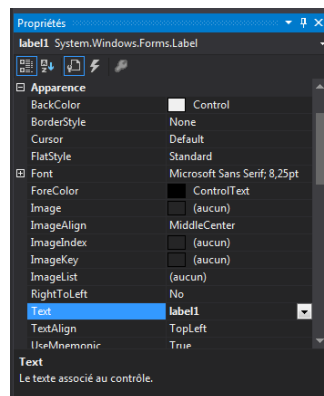 Propriétés
label1 System.Windows.Forms.Label
Apparence
BackColor Control
BorderStyle None
Cursor Default
FlatStyle Standard
Font Microsoft Sans Serif; 8,25pt
ForeColor ControlText
Image (aucun)
ImageAlign MiddleCenter
ImageIndex (aucun)
ImageKey (aucun)
ImageList (aucun)
RightToLeft No
Text label1
TextAlign TopLeft
UseMnemonic True
Text
Le texte associé au contrôle.